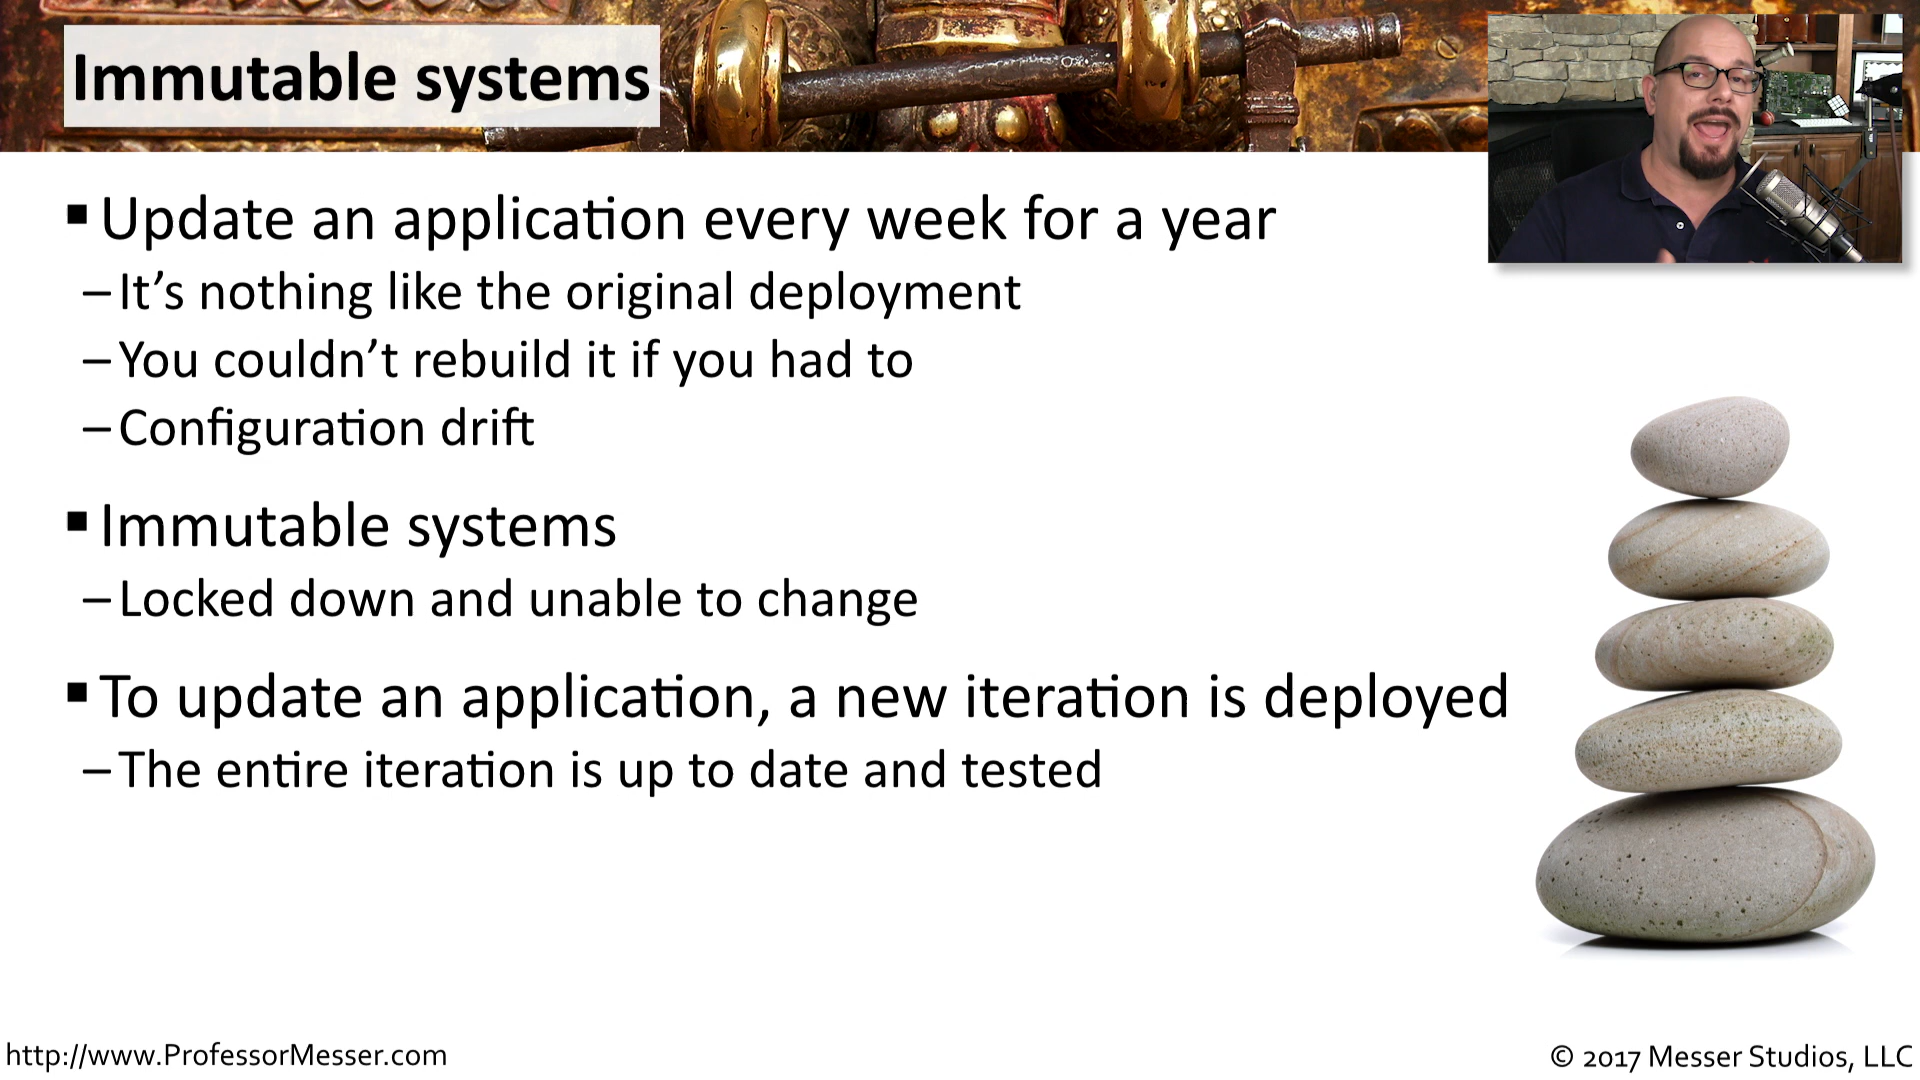 Immutable systems
▪ Update an application every week for a year
– It’s nothing like the original deployment
– You couldn’t rebuild it if you had to
– Configuration drift
▪ Immutable systems
– Locked down and unable to change
▪ To update an application, a new iteration is deployed
– The entire iteration is up to date and tested
http://www.ProfessorMesser.com
© 2017 Messer Studios, LLC